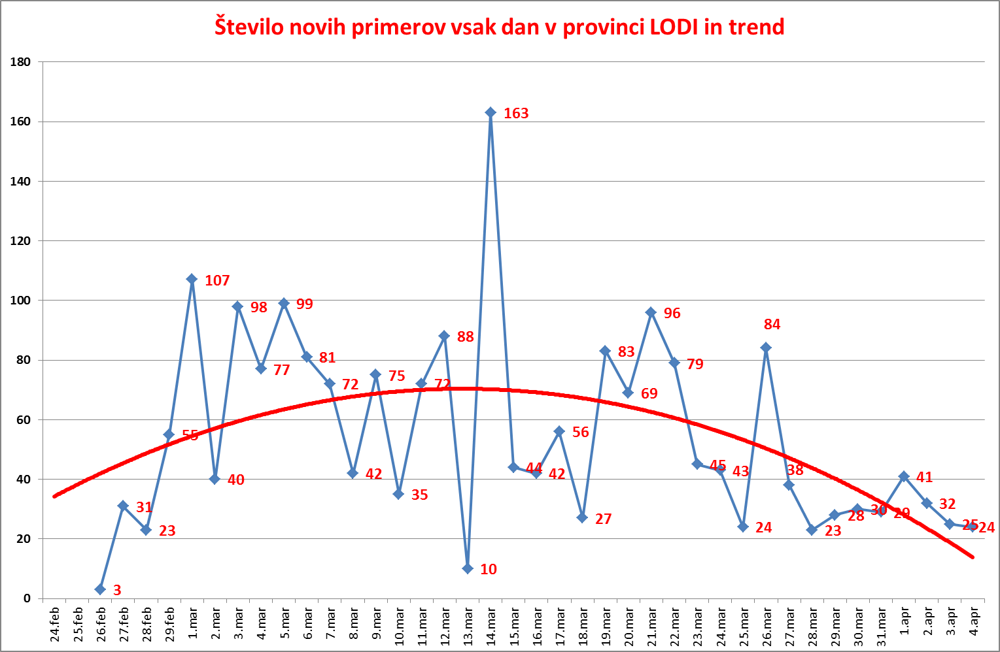 Število novih primerov vsak dan v provinci LODI in trend
180
160
140
120
100
80
60
40
20
0
3
31
23
55
107
40
98
77
99
81
72
42
75
35
72
88
10
163
44
42
56
27
83
69
96
79
45
43
24
84
38
23
28
30
29
41
32
25
24
24.feb
25.feb
26.feb
27.feb
28.feb
29.feb
1.mar
2.mar
3.mar
4.mar
5.mar
6.mar
7.mar
8.mar
9.mar
10.mar
11.mar
12.mar
13.mar
14.mar
15.mar
16.mar
17.mar
18.mar
19.mar
20.mar
21.mar
22.mar
23.mar
24.mar
25.mar
26.mar
27.mar
28.mar
29.mar
30.mar
31.mar
1.apr
2.apr
3.apr
4.apr